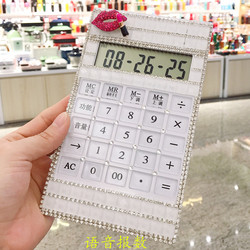 08-26-25
MC MR M- M+ ÷
功能 7 8 9 ×
音量 4 5 6 -
1 2 3 +
AC 0 00 . =
语音报数